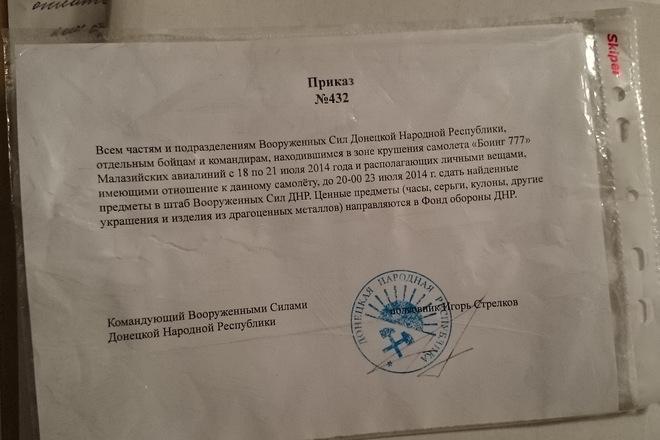 Skiper
Приказ
№432
Всем частям и подразделениям Вооруженных Сил Донецкой Народной Республики,
отдельным бойцам и командирам, находившимся в зоне крушения самолета «Боинг 777»
Малазийских авиалиний с 18 по 21 июля 2014 года и располагающих личными вещами,
имеющими отношение к данному самолёту, до 20-00 23 июля 2014 г. сдать найденные
предметы в штаб Вооруженных Сил ДНР. Ценные предметы (часы, серьги, кулоны, другие
украшения и изделия из драгоценных металлов) направляются в Фонд обороны ДНР.
Командующий Вооруженными Силами
Донецкой Народной Республики
полковник Игорь Стрелков
ДОНЕЦКАЯ НАРОДНАЯ РЕСПУБЛИКА